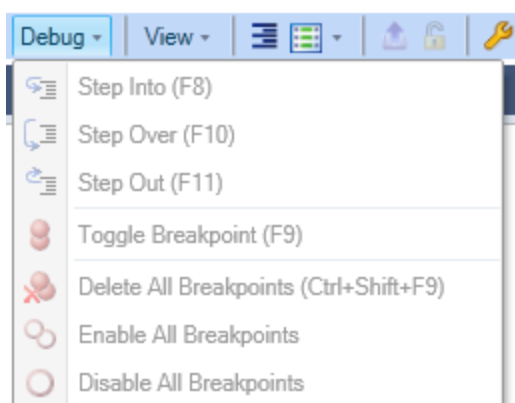 Debug View
Step Into (F8)
Step Over (F10)
Step Out (F11)
Toggle Breakpoint (F9)
Delete All Breakpoints (Ctrl+Shift+F9)
Enable All Breakpoints
Disable All Breakpoints